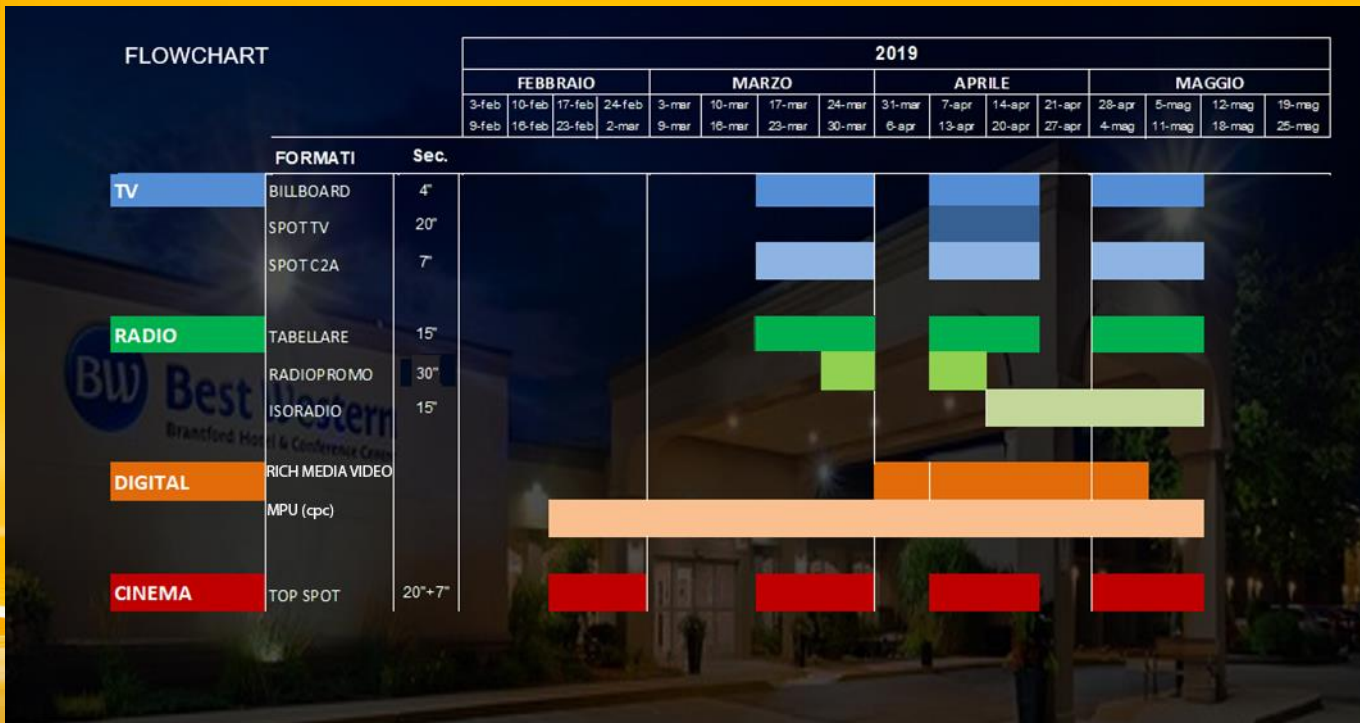 FLOWCHART
2019
FEBBRAIO MARZO APRILE MAGGIO
3-feb 10-feb 17-feb 24-feb 3-mar 10-mar 17-mar 24-mar 31-mar 7-apr 14-apr 21-apr 28-apr 5-mag 12-mag 19-mag
9-feb 16-feb 23-feb 2-mar 9-mar 16-mar 23-mar 30-mar 6-apr 13-apr 20-apr 27-apr 4-mag 11-mag 18-mag 25-mag
FORMATI Sec.
TV BILLBOARD 4"
SPOT TV 20"
SPOT C2A 7"
RADIO TABELLARE 15"
RADIOPROMO 30"
ISORADIO 15"
DIGITAL RICH MEDIA VIDEO
MPU (cpc)
CINEMA TOP SPOT 20"+7"
BW Best Western
Brantford Hotel & Conference Center